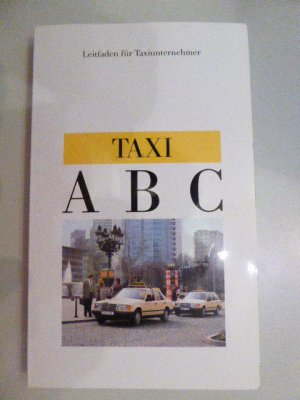 Leitfaden für Taxiunternehmer
TAXI
A B C